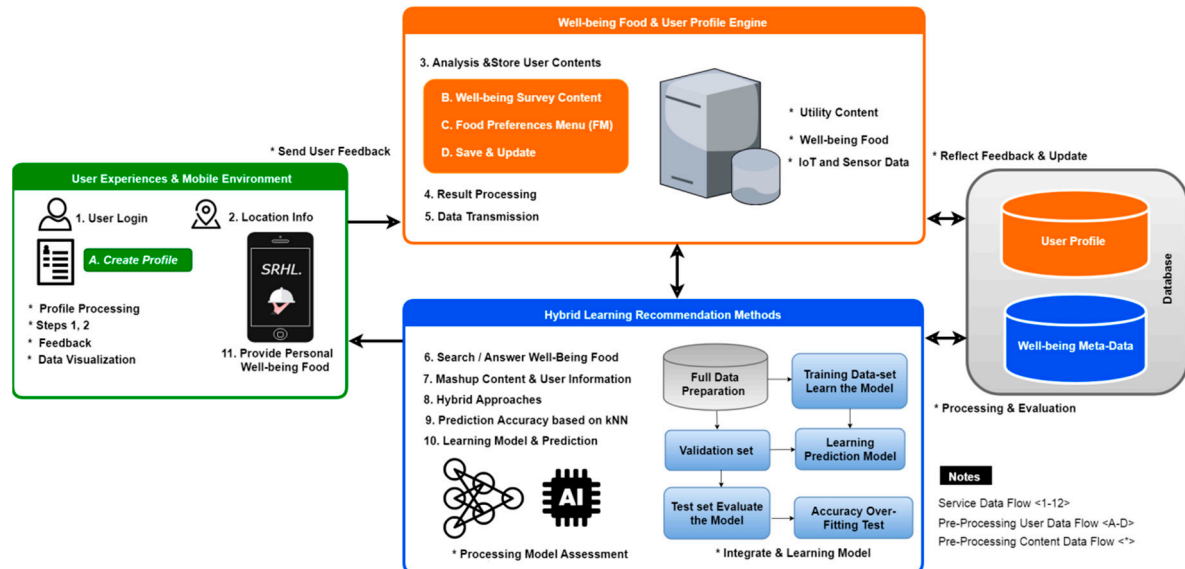 Well-being Food & User Profile Engine
3. Analysis &Store User Contents
B. Well-being Survey Content
C. Food Preferences Menu (FM)
D. Save & Update
4. Result Processing
5. Data Transmission
* Utility Content
* Well-being Food
* IoT and Sensor Data
* Send User Feedback
* Reflect Feedback & Update
User Experiences & Mobile Environment
1. User Login
2. Location Info
A. Create Profile
SRHL.
* Profile Processing
* Steps 1, 2
* Feedback
* Data Visualization
11. Provide Personal
Well-being Food
User Profile
Well-being Meta-Data
Database
* Processing & Evaluation
Hybrid Learning Recommendation Methods
6. Search / Answer Well-Being Food
7. Mashup Content & User Information
8. Hybrid Approaches
9. Prediction Accuracy based on kNN
10. Learning Model & Prediction
AI
* Processing Model Assessment
Full Data
Preparation
Training Data-set
Learn the Model
Validation set
Learning
Prediction Model
Test set Evaluate
the Model
Accuracy Over-
Fitting Test
* Integrate & Learning Model
Notes
Service Data Flow <1-12>
Pre-Processing User Data Flow <A-D>
Pre-Processing Content Data Flow <*>